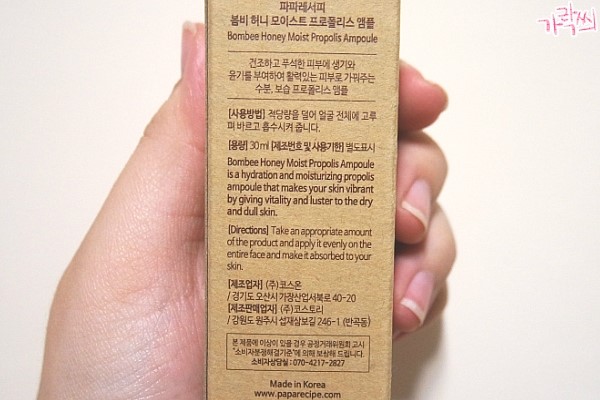 가락씨
파파레서피
봄비 허니 모이스트 프로폴리스 앰플
Bombee Honey Moist Propolis Ampoule
건조하고 푸석한 피부에 생기와
윤기를 부여하여 활력있는 피부로 가꿔주는
수분, 보습 프로폴리스 앰플
[사용방법] 적당량을 덜어 얼굴 전체에 고루
펴 바르고 흡수시켜 줍니다.
[용량] 30ml [제조번호 및 사용기한] 별도표시
Bombee Honey Moist Propolis Ampoule
is a hydration and moisturizing propolis
ampoule that makes your skin vibrant
by giving vitality and luster to the dry
and dull skin.
[Directions] Take an appropriate amount
of the product and apply it evenly on the
entire face and make it absorbed to your
skin.
[제조업자] (주)코스온
/ 경기도 오산시 가장산업서북로 40-20
[제조판매업자] (주)코스토리
/ 강원도 원주시 섭재삼보길 246-1 (반곡동)
본 제품에 이상이 있을 경우 공정거래위원회 고시
"소비자분쟁해결기준"에 의해 보상해 드립니다.
소비자상담실 : 070-4217-2827
Made in Korea
www.paparecipe.com